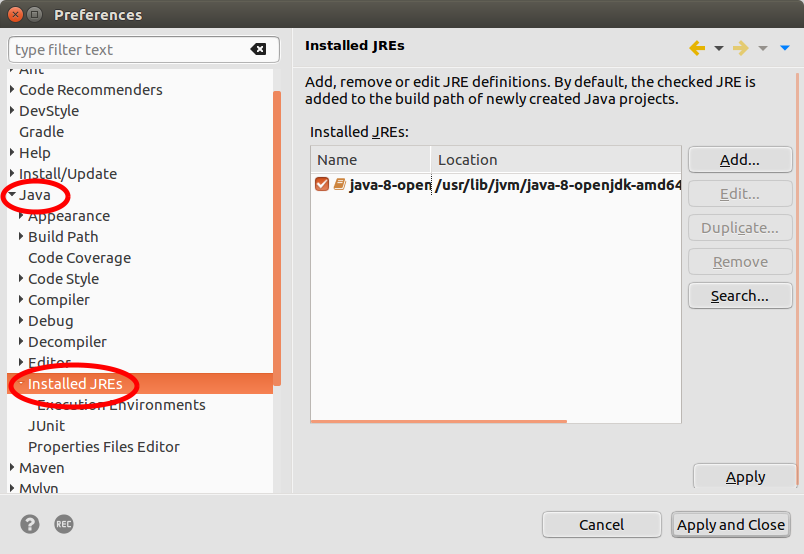 Preferences
type filter text
Ant
Code Recommenders
DevStyle
Gradle
Help
Install/Update
Java
Appearance
Build Path
Code Coverage
Code Style
Compiler
Debug
Decompiler
Editor
Installed JREs
Execution Environments
JUnit
Properties Files Editor
Maven
Mylyn
Installed JREs
Add, remove or edit JRE definitions. By default, the checked JRE is
added to the build path of newly created Java projects.
Installed JREs:
Name Location
java-8-open /usr/lib/jvm/java-8-openjdk-amd64
Add...
Edit...
Duplicate...
Remove
Search...
Apply
? REC
Cancel Apply and Close